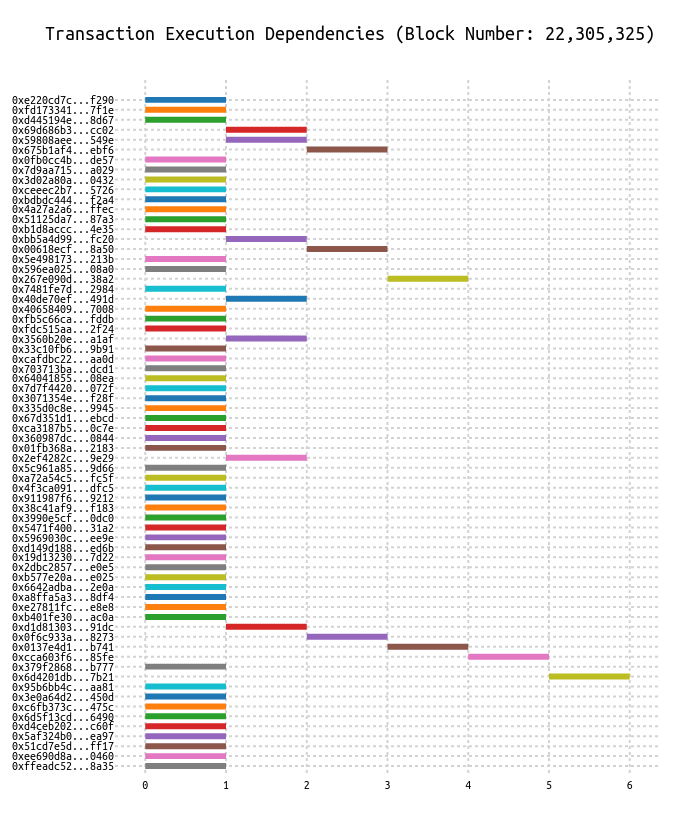 Transaction Execution Dependencies (Block Number: 22,305,325)
0xe220cd7c...f290
0xfd173341...7f1e
0xd445194e...8d67
0x69d686b3...cc02
0x59808aee...549e
0x675b1af4...ebf6
0x0fb0cc4b...de57
0x7d9aa715...a029
0x3d02a80a...0432
0xceeec2b7...5726
0xbdbdc444...f2a4
0x4a27a2a6...ffec
0x51125da7...87a3
0xb1d8accc...4e35
0xbb5a4d99...fc20
0x00618ecf...8a50
0x5e498173...213b
0x596ea025...08a0
0x267e090d...38a2
0x7481fe7d...2984
0x40de70ef...491d
0x40658409...7008
0xfb5c66ca...fddb
0xfdc515aa...2f24
0x3560b20e...a1af
0x33c10fb6...9b91
0xcafdbc22...aa0d
0x703713ba...dcd1
0x64041855...08ea
0x7d7f4420...072f
0x3071354e...f28f
0x335d0c8e...9945
0x67d351d1...ebcd
0xca3187b5...0c7e
0x360987dc...0844
0x01fb368a...2183
0x2ef4282c...9e29
0x5c961a85...9d66
0xa72a54c5...fc5f
0x4f3ca091...dfc5
0x911987f6...9212
0x38c41af9...f183
0x3990e5cf...0dc0
0x5471f400...31a2
0x5969030c...ee9e
0xd149d188...ed6b
0x19d13230...7d22
0x2dbc2857...e0e5
0xb577e20a...e025
0x6642adba...2e0a
0xa8ffa5a3...8df4
0xe27811fc...e8e8
0xb401fe30...ac0a
0xd1d81303...91dc
0x0f6c933a...8273
0x0137e4d1...b741
0xcca603f6...85fe
0x379f2868...b777
0x6d4201db...7b21
0x95b6bb4c...aa81
0x3e0a64d2...450d
0xc6fb373c...475c
0x6d5f13cd...6490
0xd4ceb202...c60f
0x5af324b0...ea97
0x51cd7e5d...ff17
0xee690d8a...0460
0xffeadc52...8a35
0 1 2 3 4 5 6